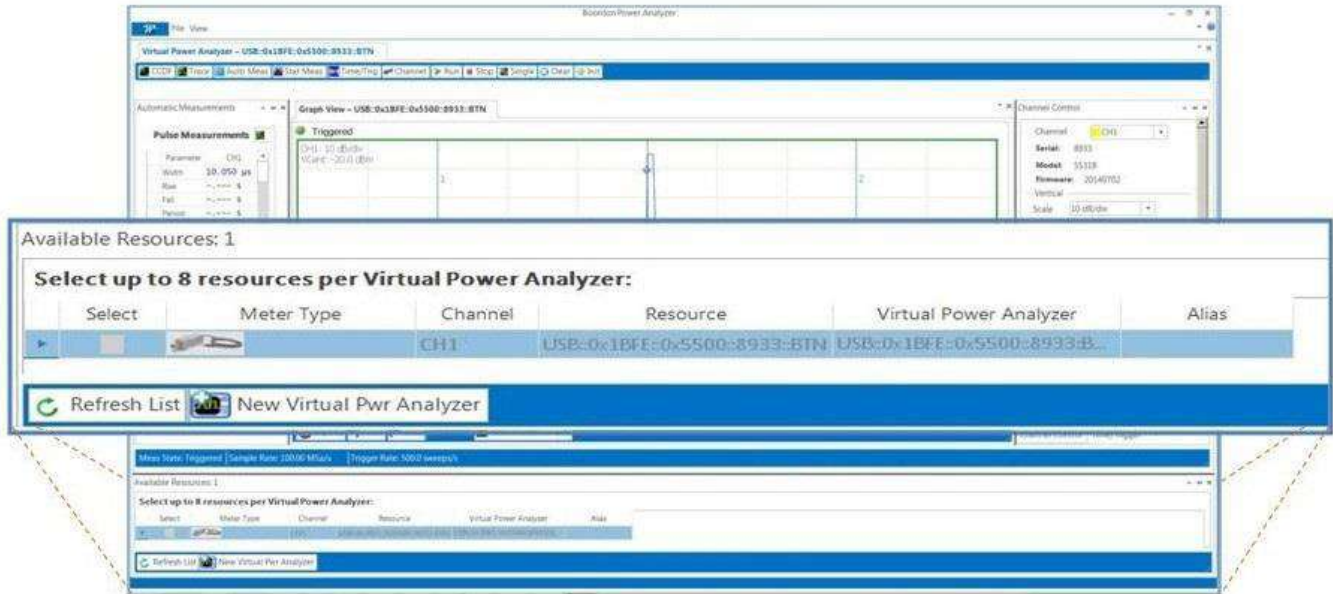 Boonton Power Analyzer
File View
Virtual Power Analyzer - USB::0x1BFE::0x5500::8933::BTN
CCDF Trace Auto Meas Stat Meas Time/Trig Channel Run Stop Single Clear Init
Automatic Measurements
Graph View - USB::0x1BFE::0x5500::8933::BTN
Channel Control
Pulse Measurements
Triggered
Channel CH1
Parameter CH1
CH1: 10 dB/div
Serial: 8933
Width 10.050 µs
VCent: -20.0 dBm
Model: 55318
Rise -.--- s
1
2
Firmware: 20140702
Fall -.--- s
Vertical
Period -.--- s
Scale 10 dB/div
Available Resources: 1
Select up to 8 resources per Virtual Power Analyzer:
Select Meter Type Channel Resource Virtual Power Analyzer Alias
CH1 USB::0x1BFE::0x5500::8933::BTN USB::0x1BFE::0x5500::8933::B...
Refresh List New Virtual Pwr Analyzer
Meas State: Triggered Sample Rate: 100.00 MSa/s Trigger Rate: 500.0 sweeps/s
Available Resources: 1
Select up to 8 resources per Virtual Power Analyzer:
Select Meter Type Channel Resource Virtual Power Analyzer Alias
CH1
Refresh List New Virtual Pwr Analyzer